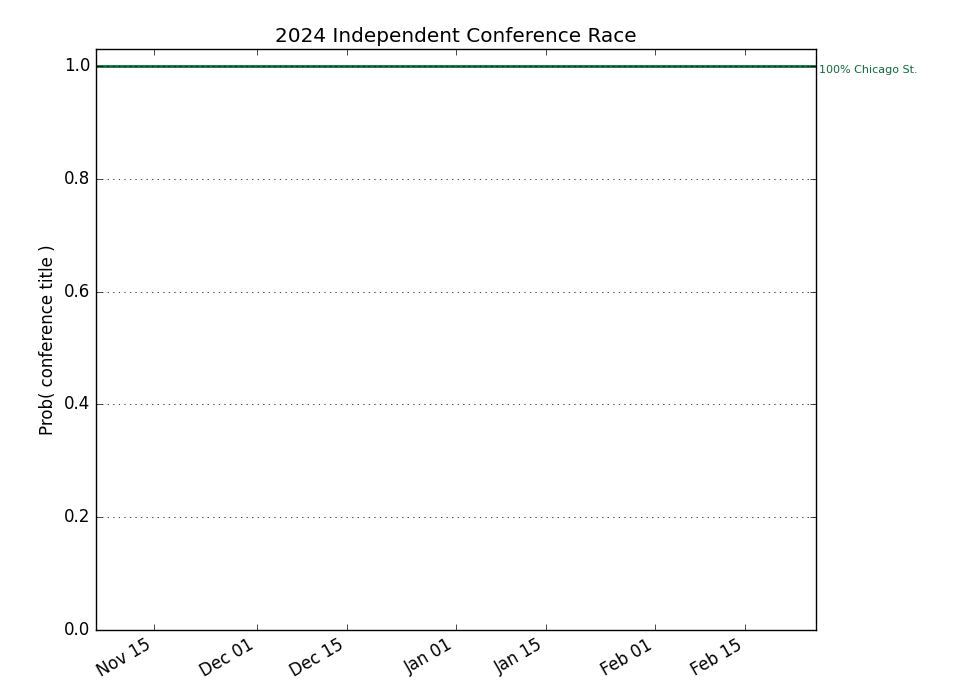 2024 Independent Conference Race
1.0
100% Chicago St.
0.8
0.6
Prob( conference title )
0.4
0.2
0.0
Nov 15
Dec 01
Dec 15
Jan 01
Jan 15
Feb 01
Feb 15